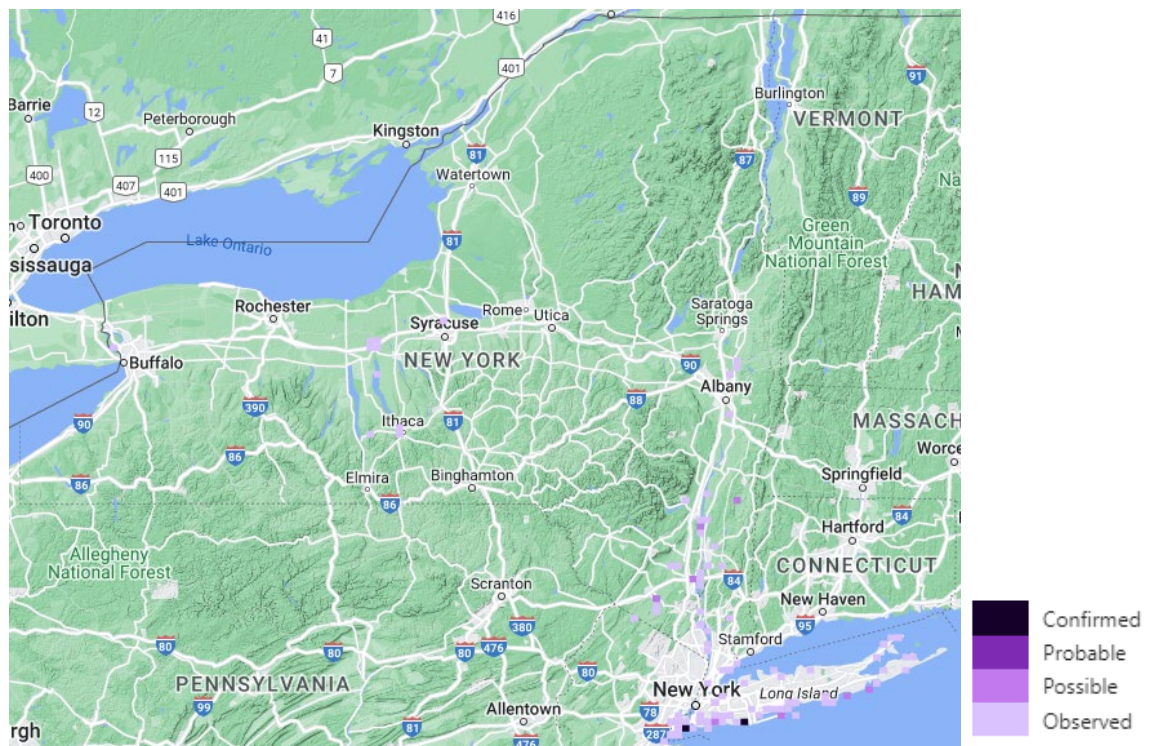 416
41
7
401
91
Barrie
12
Peterborough
Burlington
VERMONT
Kingston
115
81
87
400
407
401
Watertown
89
Na
Toronto
Lake Ontario
81
Green
Mountain
National Forest
sissauga
N
HAM
ilton
Rochester
Rome
Utica
Saratoga
Springs
Syracuse
NEW YORK
Buffalo
90
Albany
390
88
90
Ithaca
81
MASSACH
86
Worce
Elmira
Binghamton
Springfield
86
86
84
Hartford
Allegheny
National Forest
CONNECTICUT
Scranton
84
New Haven
380
95
Confirmed
80
80
80
476
Stamford
Probable
80
PENNSYLVANIA
New York
Long Island
Possible
99
Allentown
78
Observed
81
287
rgh
476